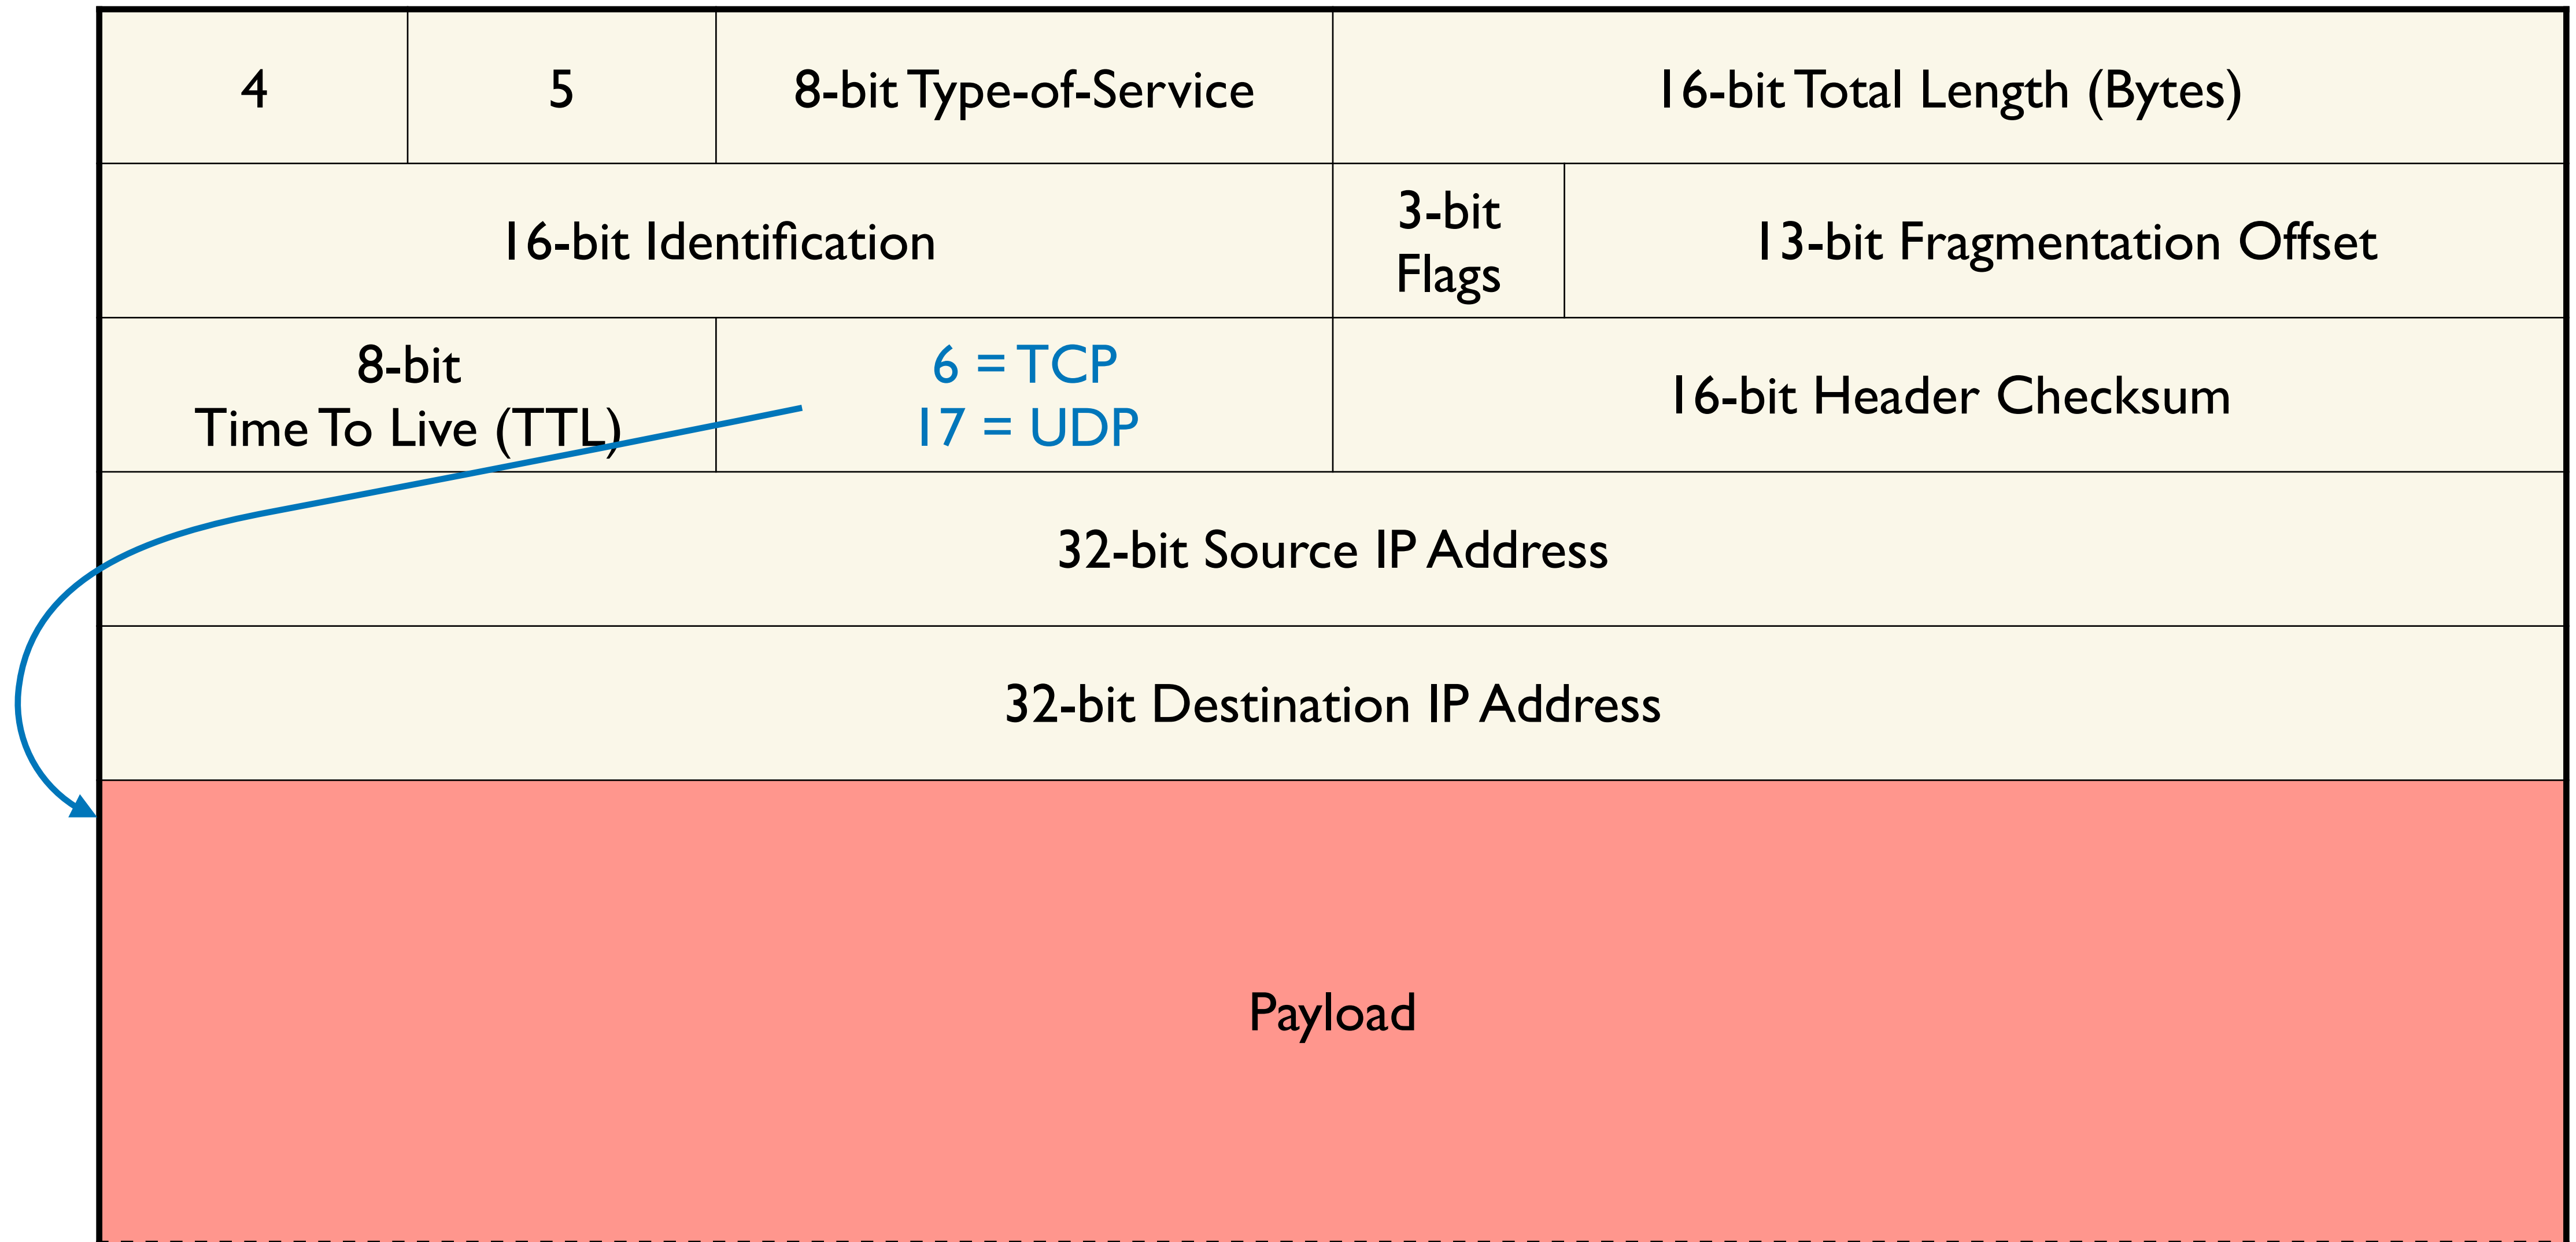 4
5
8-bit Type-of-Service
16-bit Total Length (Bytes)
16-bit Identification
3-bit
Flags
13-bit Fragmentation Offset
8-bit
Time To Live (TTL)
6 = TCP
17 = UDP
16-bit Header Checksum
32-bit Source IP Address
32-bit Destination IP Address
Payload